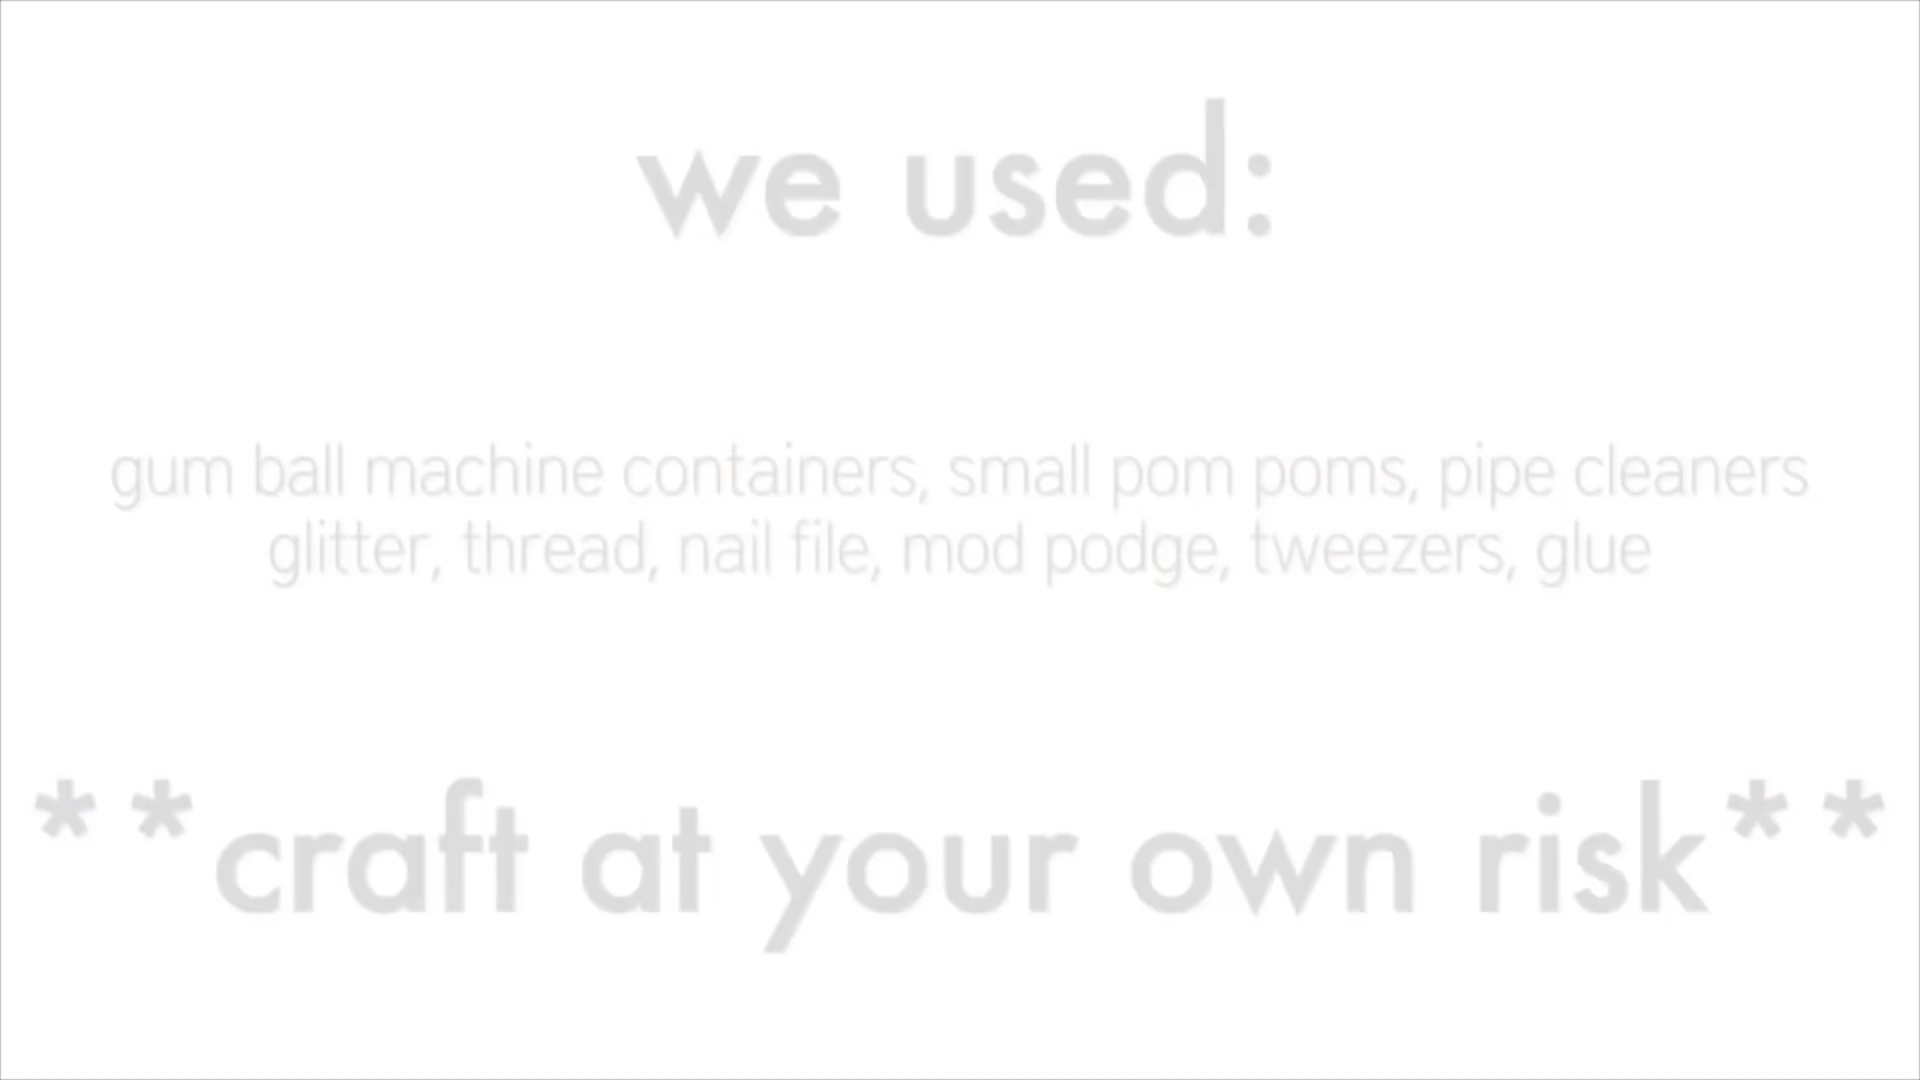 we used:
gum ball machine containers, small pom poms, pipe cleaners
glitter, thread, nail file, mod podge, tweezers, glue
**craft at your own risk**